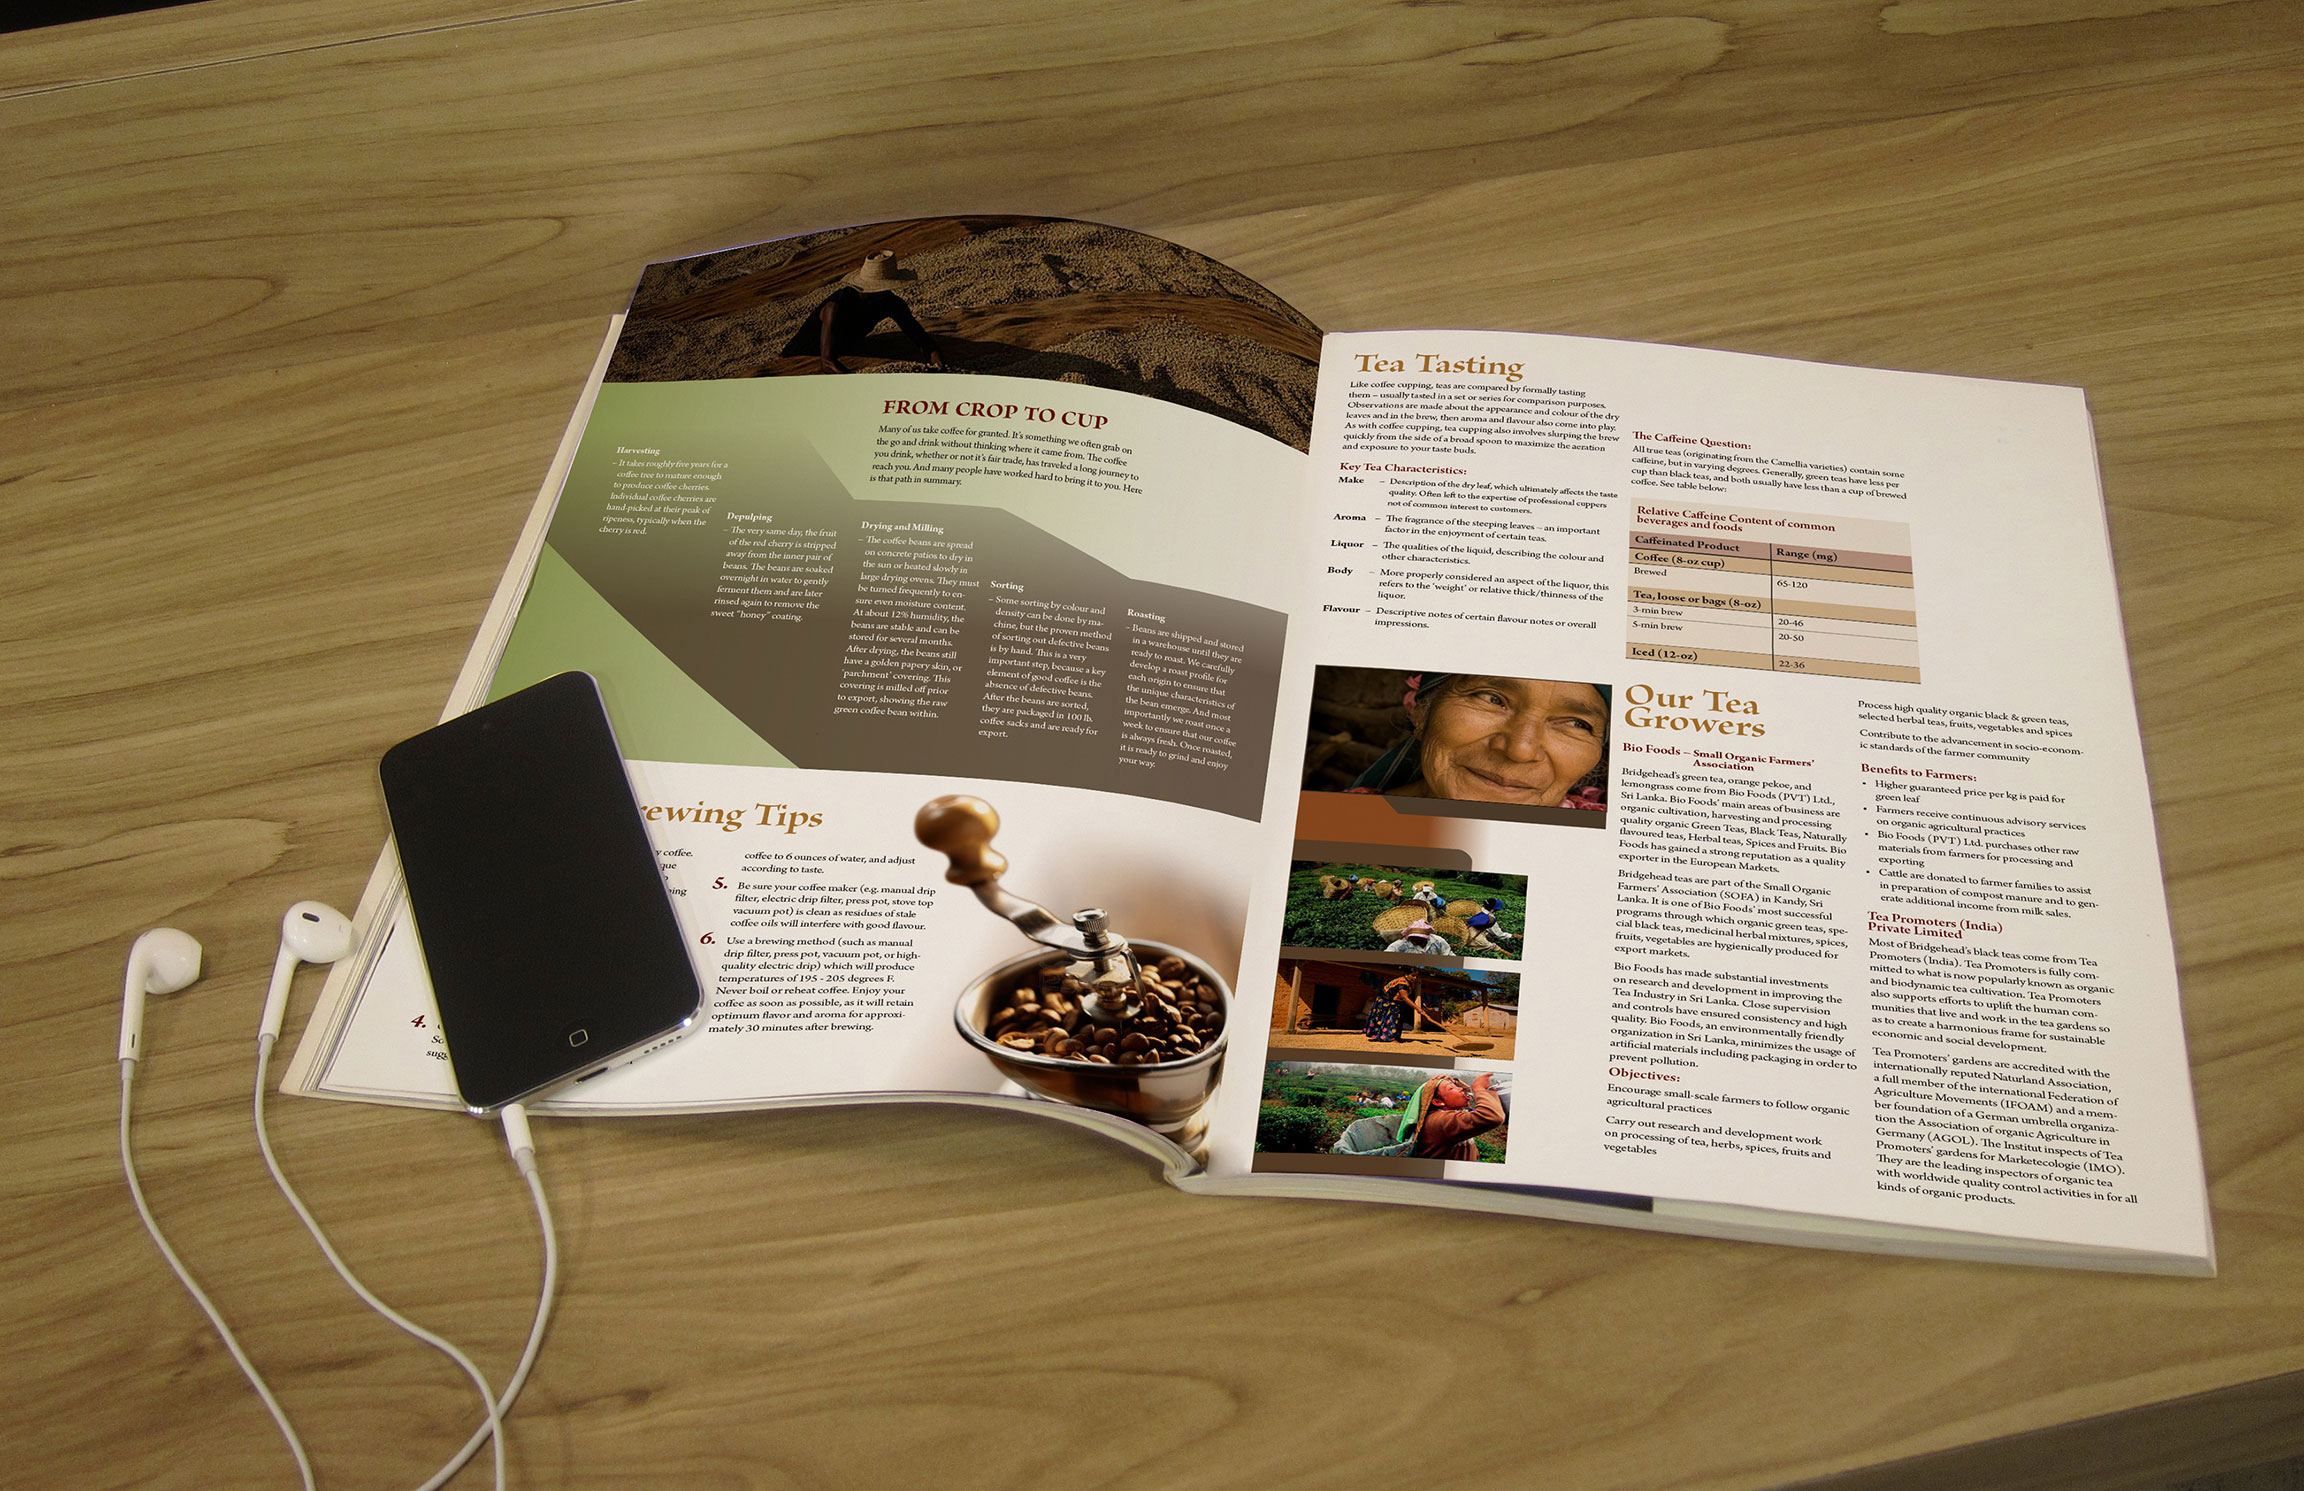 FROM CROP TO CUP
Many of us take coffee for granted. It's something we often grab on
the go and drink without thinking where it came from. The coffee
you drink, whether or not it's fair trade, has traveled a long journey to
reach you. And many people have worked hard to bring it to you. Here
is that path in summary.
Harvesting
– It takes roughly five years for a
coffee tree to mature enough
to produce coffee cherries.
Individual coffee cherries are
hand-picked at their peak of
ripeness, typically when the
cherry is red.
Depulping
– The very same day, the fruit
of the red cherry is stripped
away from the inner pair of
beans. The beans are soaked
overnight in water to gently
ferment them and are later
rinsed again to remove the
sweet "honey" coating.
Drying and Milling
– The coffee beans are spread
on concrete patios to dry in
the sun or heated slowly in
large drying ovens. They must
be turned frequently to en-
sure even moisture content.
At about 12% humidity, the
beans are stable and can be
stored for several months.
After drying, the beans still
have a golden papery skin, or
'parchment' covering. This
covering is milled off prior
to export, showing the raw
green coffee bean within.
Sorting
– Some sorting by colour and
density can be done by ma-
chine, but the proven method
of sorting out defective beans
is by hand. This is a very
important step, because a key
element of good coffee is the
absence of defective beans.
After the beans are sorted,
they are packaged in 100 lb.
coffee sacks and are ready for
export.
Roasting
– Beans are shipped and stored
in a warehouse until they are
ready to roast. We carefully
develop a roast profile for
each origin to ensure that
the unique characteristics of
the bean emerge. And most
importantly we roast once a
week to ensure that our coffee
is always fresh. Once roasted,
it is ready to grind and enjoy
your way.
ewing Tips
y coffee.
que
4.
So
sugg
coffee to 6 ounces of water, and adjust
according to taste.
5. Be sure your coffee maker (e.g. manual drip
filter, electric drip filter, press pot, stove top
vacuum pot) is clean as residues of stale
coffee oils will interfere with good flavour.
6. Use a brewing method (such as manual
drip filter, press pot, vacuum pot, or high-
quality electric drip) which will produce
temperatures of 195 - 205 degrees F.
Never boil or reheat coffee. Enjoy your
coffee as soon as possible, as it will retain
optimum flavor and aroma for approxi-
mately 30 minutes after brewing.
Tea Tasting
Like coffee cupping, teas are compared by formally tasting
them – usually tasted in a set or series for comparison purposes.
Observations are made about the appearance and colour of the dry
leaves and in the brew, then aroma and flavour also come into play.
As with coffee cupping, tea cupping also involves slurping the brew
quickly from the side of a broad spoon to maximize the aeration
and exposure to your taste buds.
Key Tea Characteristics:
Make – Description of the dry leaf, which ultimately affects the taste
quality. Often left to the expertise of professional cuppers
not of common interest to customers.
Aroma – The fragrance of the steeping leaves – an important
factor in the enjoyment of certain teas.
Liquor – The qualities of the liquid, describing the colour and
other characteristics.
Body – More properly considered an aspect of the liquor, this
refers to the 'weight' or relative thick/thinness of the
liquor.
Flavour – Descriptive notes of certain flavour notes or overall
impressions.
The Caffeine Question:
All true teas (originating from the Camellia varieties) contain some
caffeine, but in varying degrees. Generally, green teas have less per
cup than black teas, and both usually have less than a cup of brewed
coffee. See table below:
Relative Caffeine Content of common
beverages and foods
Caffeinated Product Range (mg)
Coffee (8-oz cup)
Brewed 65-120
Tea, loose or bags (8-oz)
3-min brew 20-46
5-min brew 20-50
Iced (12-oz) 22-36
Our Tea
Growers
Bio Foods – Small Organic Farmers'
Association
Bridgehead's green tea, orange pekoe, and
lemongrass come from Bio Foods (PVT) Ltd.,
Sri Lanka. Bio Foods' main areas of business are
organic cultivation, harvesting and processing
quality organic Green Teas, Black Teas, Naturally
flavoured teas, Herbal teas, Spices and Fruits. Bio
Foods has gained a strong reputation as a quality
exporter in the European Markets.
Bridgehead teas are part of the Small Organic
Farmers' Association (SOFA) in Kandy, Sri
Lanka. It is one of Bio Foods' most successful
programs through which organic green teas, spe-
cial black teas, medicinal herbal mixtures, spices,
fruits, vegetables are hygienically produced for
export markets.
Bio Foods has made substantial investments
on research and development in improving the
Tea Industry in Sri Lanka. Close supervision
and controls have ensured consistency and high
quality. Bio Foods, an environmentally friendly
organization in Sri Lanka, minimizes the usage of
artificial materials including packaging in order to
prevent pollution.
Objectives:
Encourage small-scale farmers to follow organic
agricultural practices
Carry out research and development work
on processing of tea, herbs, spices, fruits and
vegetables
Process high quality organic black & green teas,
selected herbal teas, fruits, vegetables and spices
Contribute to the advancement in socio-econom-
ic standards of the farmer community
Benefits to Farmers:
• Higher guaranteed price per kg is paid for
green leaf
• Farmers receive continuous advisory services
on organic agricultural practices
• Bio Foods (PVT) Ltd. purchases other raw
materials from farmers for processing and
exporting
• Cattle are donated to farmer families to assist
in preparation of compost manure and to gen-
erate additional income from milk sales.
Tea Promoters (India)
Private Limited
Most of Bridgehead's black teas come from Tea
Promoters (India). Tea Promoters is fully com-
mitted to what is now popularly known as organic
and biodynamic tea cultivation. Tea Promoters
also supports efforts to uplift the human com-
munities that live and work in the tea gardens so
as to create a harmonious frame for sustainable
economic and social development.
Tea Promoters' gardens are accredited with the
internationally reputed Naturland Association,
a full member of the international Federation of
Agriculture Movements (IFOAM) and a mem-
ber foundation of a German umbrella organiza-
tion the Association of organic Agriculture in
Germany (AGOL). The Institut inspects of Tea
Promoters' gardens for Marketecologie (IMO).
They are the leading inspectors of organic tea
with worldwide quality control activities in for all
kinds of organic products.